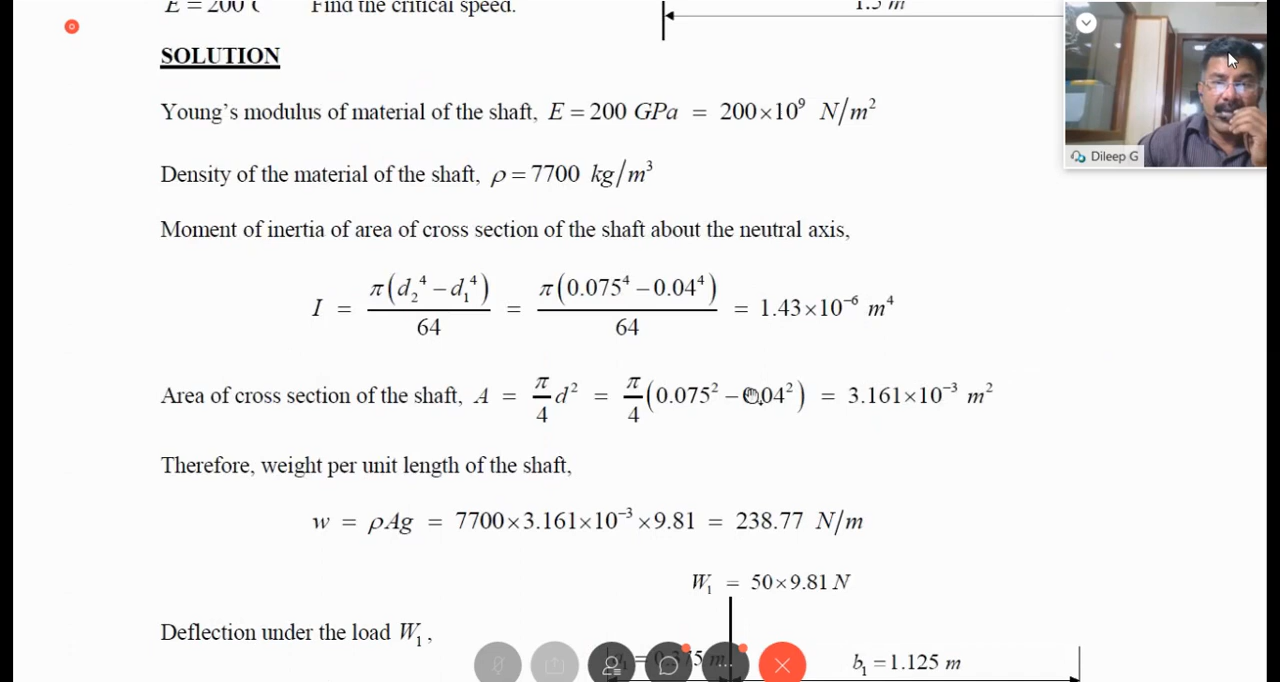 E = 200 Find the critical speed.
1.5 m
SOLUTION
Young's modulus of material of the shaft, E = 200 GPa = 200×10⁹ N/m²
Density of the material of the shaft, ρ = 7700 kg/m³
Dileep G
Moment of inertia of area of cross section of the shaft about the neutral axis,
I = π(d₂⁴ − d₁⁴)/64 = π(0.075⁴ − 0.04⁴)/64 = 1.43×10⁻⁶ m⁴
Area of cross section of the shaft, A = π/4 d² = π/4 (0.075² − 0.04²) = 3.161×10⁻³ m²
Therefore, weight per unit length of the shaft,
w = ρAg = 7700×3.161×10⁻³×9.81 = 238.77 N/m
W₁ = 50×9.81 N
Deflection under the load W₁,
b₁ = 1.125 m